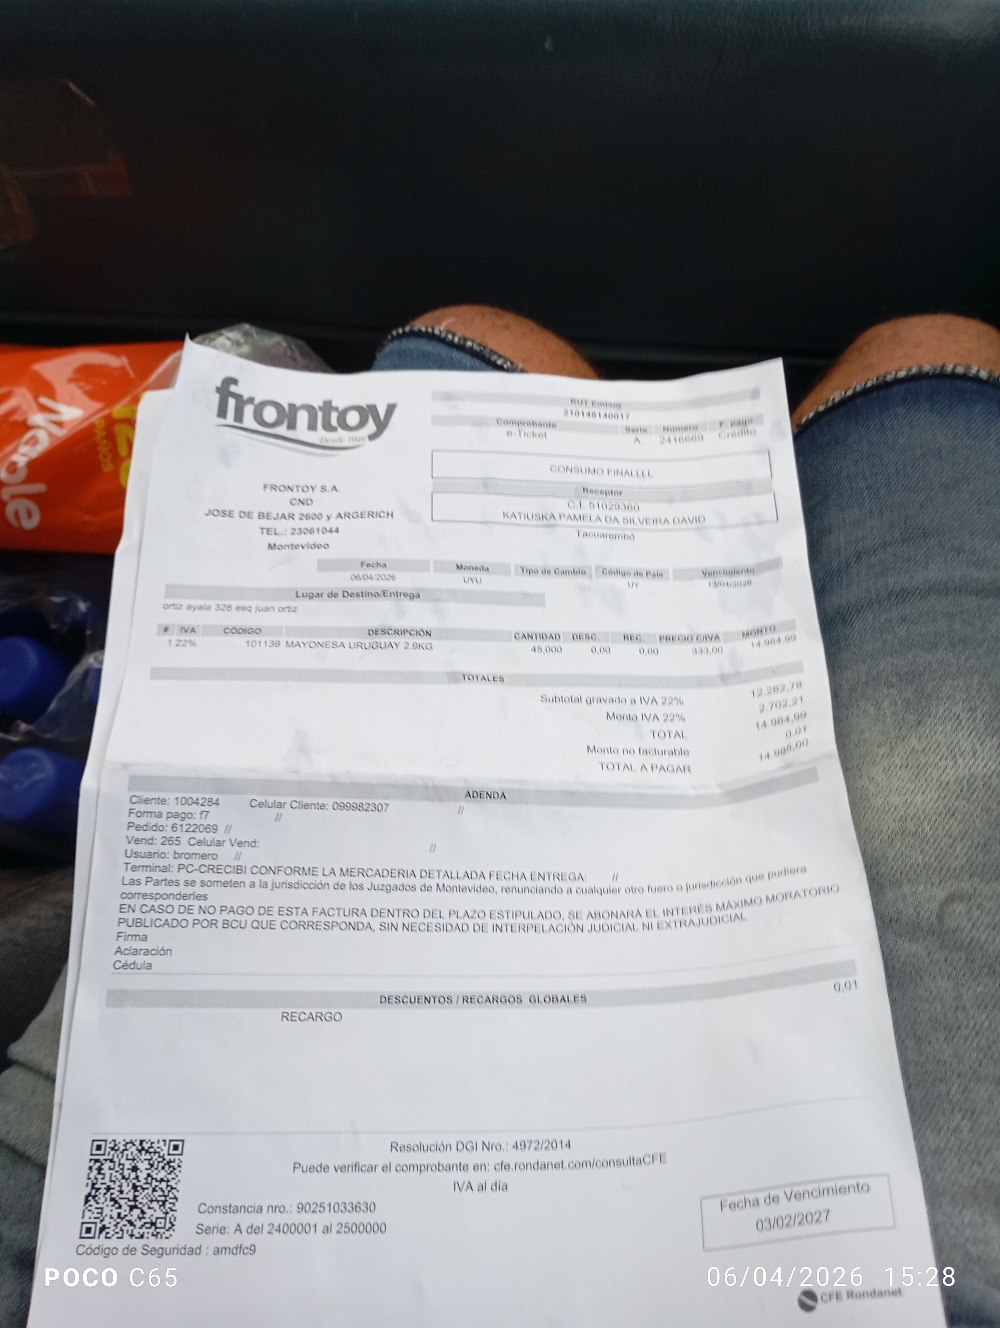 frontoy
Desde 1980
RUT Emisor
210148140017
Comprobante Serie Número F. pago
e-Ticket A 2416669 Crédito
CONSUMO FINALLLL
Receptor
C.I. 51029360
KATIUSKA PAMELA DA SILVEIRA DAVID
Tacuarembó
FRONTOY S.A.
CND
JOSE DE BEJAR 2600 y ARGERICH
TEL.: 23061044
Montevideo
Fecha Moneda Tipo de Cambio Código de País Vencimiento
06/04/2026 UYU UY 13/04/2026
Lugar de Destino/Entrega
ortiz ayala 328 esq juan ortiz
# IVA CÓDIGO DESCRIPCIÓN CANTIDAD DESC. REC. PRECIO C/IVA MONTO
1 22% 101139 MAYONESA URUGUAY 2.9KG 45,000 0,00 0,00 333,00 14.984,99
TOTALES
Subtotal gravado a IVA 22% 12.282,78
Monto IVA 22% 2.702,21
TOTAL 14.984,99
Monto no facturable 0,01
TOTAL A PAGAR 14.985,00
ADENDA
Cliente: 1004284 Celular Cliente: 099982307 //
Forma pago: f7 //
Pedido: 6122069 //
Vend: 265 Celular Vend: //
Usuario: bromero //
Terminal: PC-CRECIBI CONFORME LA MERCADERIA DETALLADA FECHA ENTREGA: //
Las Partes se someten a la jurisdicción de los Juzgados de Montevideo, renunciando a cualquier otro fuero o jurisdicción que pudiera
corresponderles
EN CASO DE NO PAGO DE ESTA FACTURA DENTRO DEL PLAZO ESTIPULADO, SE ABONARÁ EL INTERÉS MÁXIMO MORATORIO
PUBLICADO POR BCU QUE CORRESPONDA, SIN NECESIDAD DE INTERPELACIÓN JUDICIAL NI EXTRAJUDICIAL
Firma
Aclaración
Cédula
DESCUENTOS / RECARGOS GLOBALES
RECARGO 0,01
Resolución DGI Nro.: 4972/2014
Puede verificar el comprobante en: cfe.rondanet.com/consultaCFE
IVA al día
Constancia nro.: 90251033630
Serie: A del 2400001 al 2500000
Código de Seguridad : amdfc9
Fecha de Vencimiento
03/02/2027
CFE Rondanet
POCO C65
06/04/2026 15:28